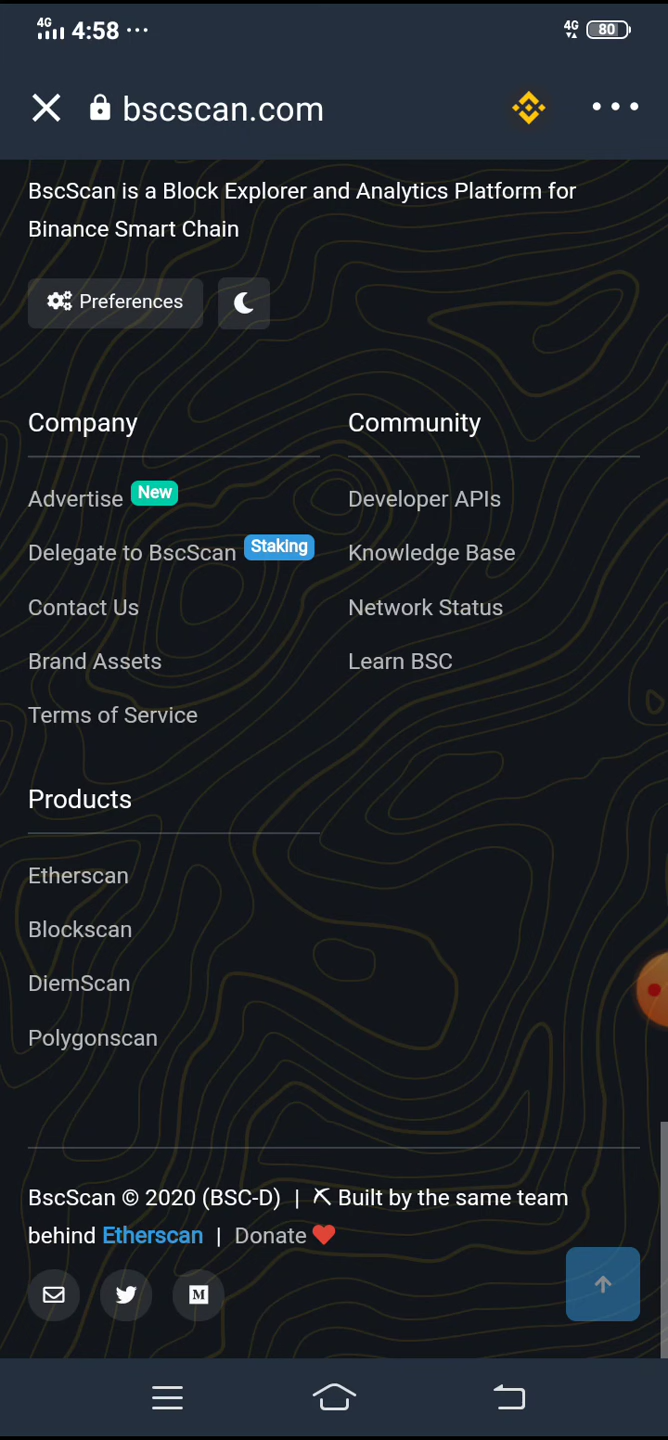 4G 4:58 ... 4G 80
bscscan.com
BscScan is a Block Explorer and Analytics Platform for
Binance Smart Chain
Preferences
Company
Advertise New
Delegate to BscScan Staking
Contact Us
Brand Assets
Terms of Service
Community
Developer APIs
Knowledge Base
Network Status
Learn BSC
Products
Etherscan
Blockscan
DiemScan
Polygonscan
BscScan © 2020 (BSC-D) | Built by the same team
behind Etherscan | Donate
M